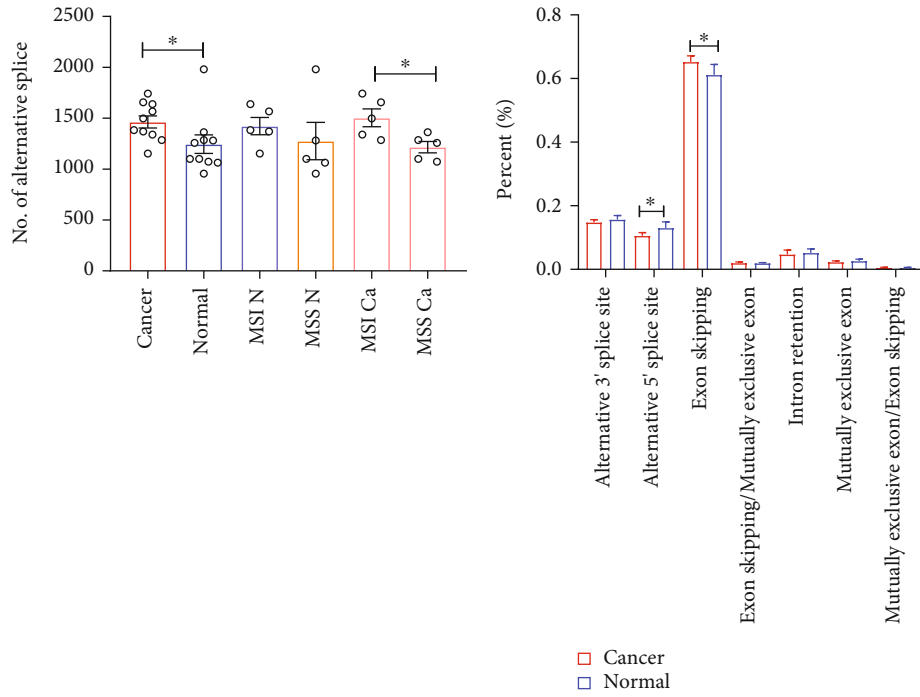 2500
2000
1500
1000
500
0
No. of alternative splice
*
*
Cancer
Normal
MSI N
MSS N
MSI Ca
MSS Ca
0.8
0.6
0.4
0.2
0.0
Percent (%)
*
*
Alternative 3' splice site
Alternative 5' splice site
Exon skipping
Exon skipping/Mutually exclusive exon
Intron retention
Mutually exclusive exon
Mutually exclusive exon/Exon skipping
Cancer
Normal